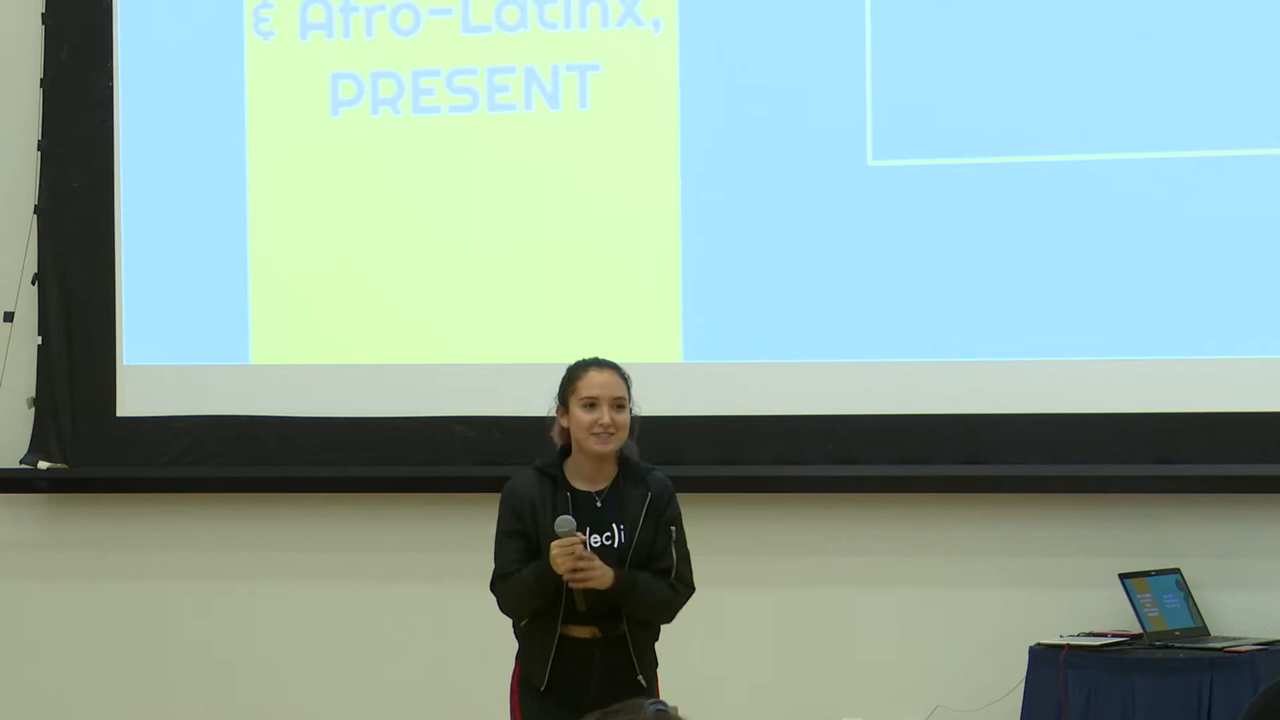 & Afro-Latinx,
PRESENT
(ec)i